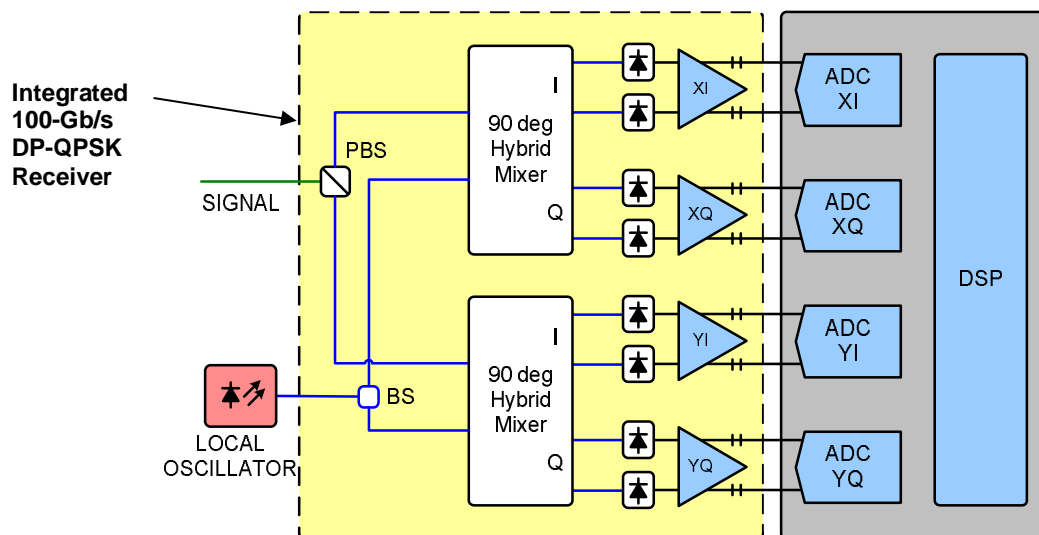 Integrated
100-Gb/s
DP-QPSK
Receiver
PBS
SIGNAL
LOCAL
OSCILLATOR
BS
I
90 deg
Hybrid
Mixer
Q
I
90 deg
Hybrid
Mixer
Q
XI
XQ
YI
YQ
ADC
XI
ADC
XQ
ADC
YI
ADC
YQ
DSP